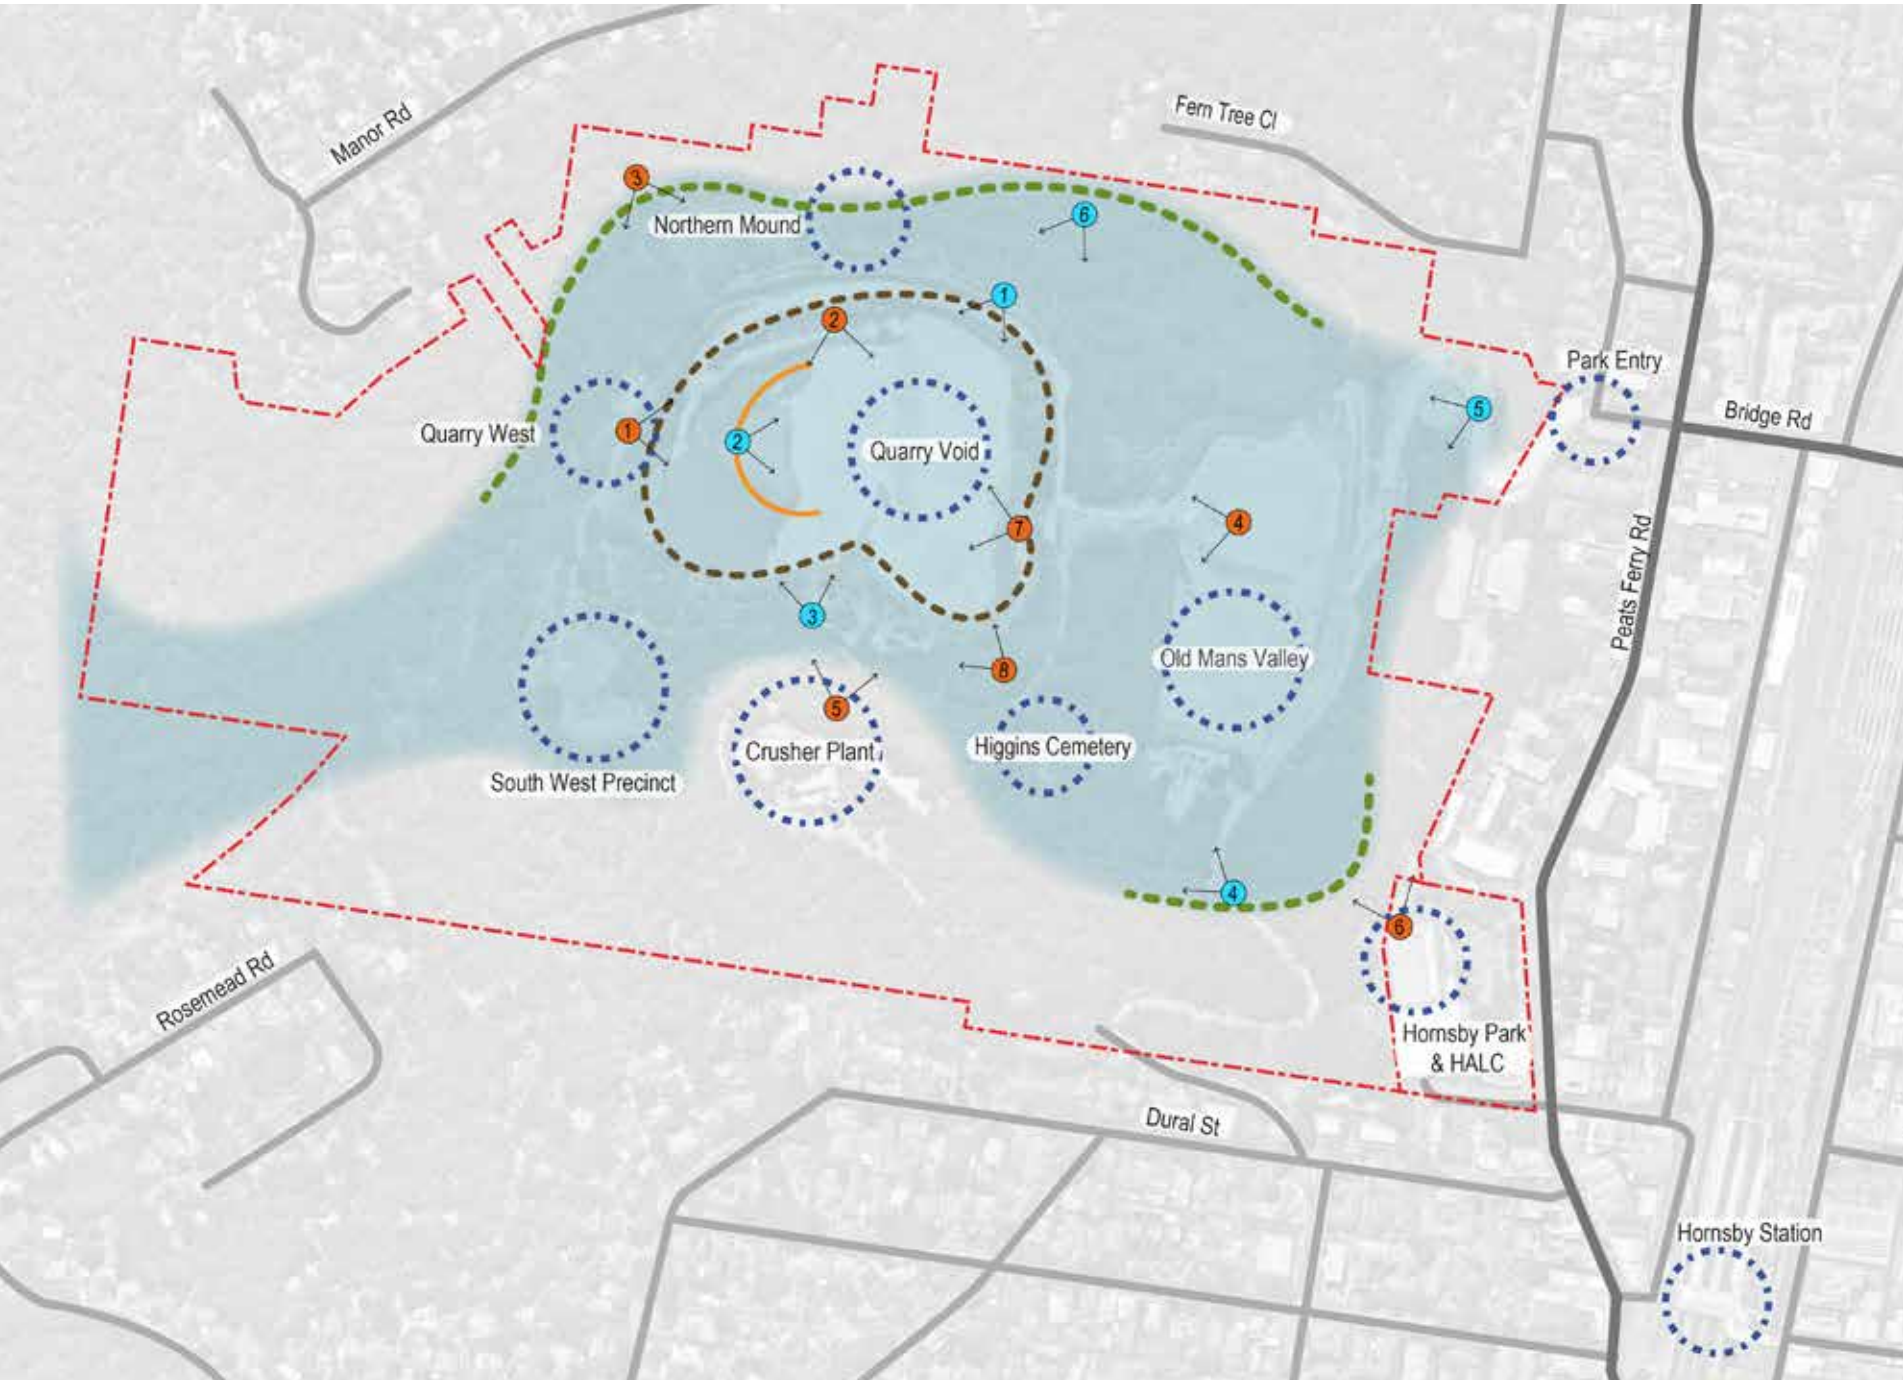 Manor Rd
Fern Tree Cl
3
Northern Mound
6
1
2
Park Entry
5
Bridge Rd
Quarry West
1
2
Quarry Void
7
4
Peats Ferry Rd
3
Old Mans Valley
8
5
Crusher Plant
Higgins Cemetery
South West Precinct
4
6
Rosemead Rd
Hornsby Park
& HALC
Dural St
Hornsby Station